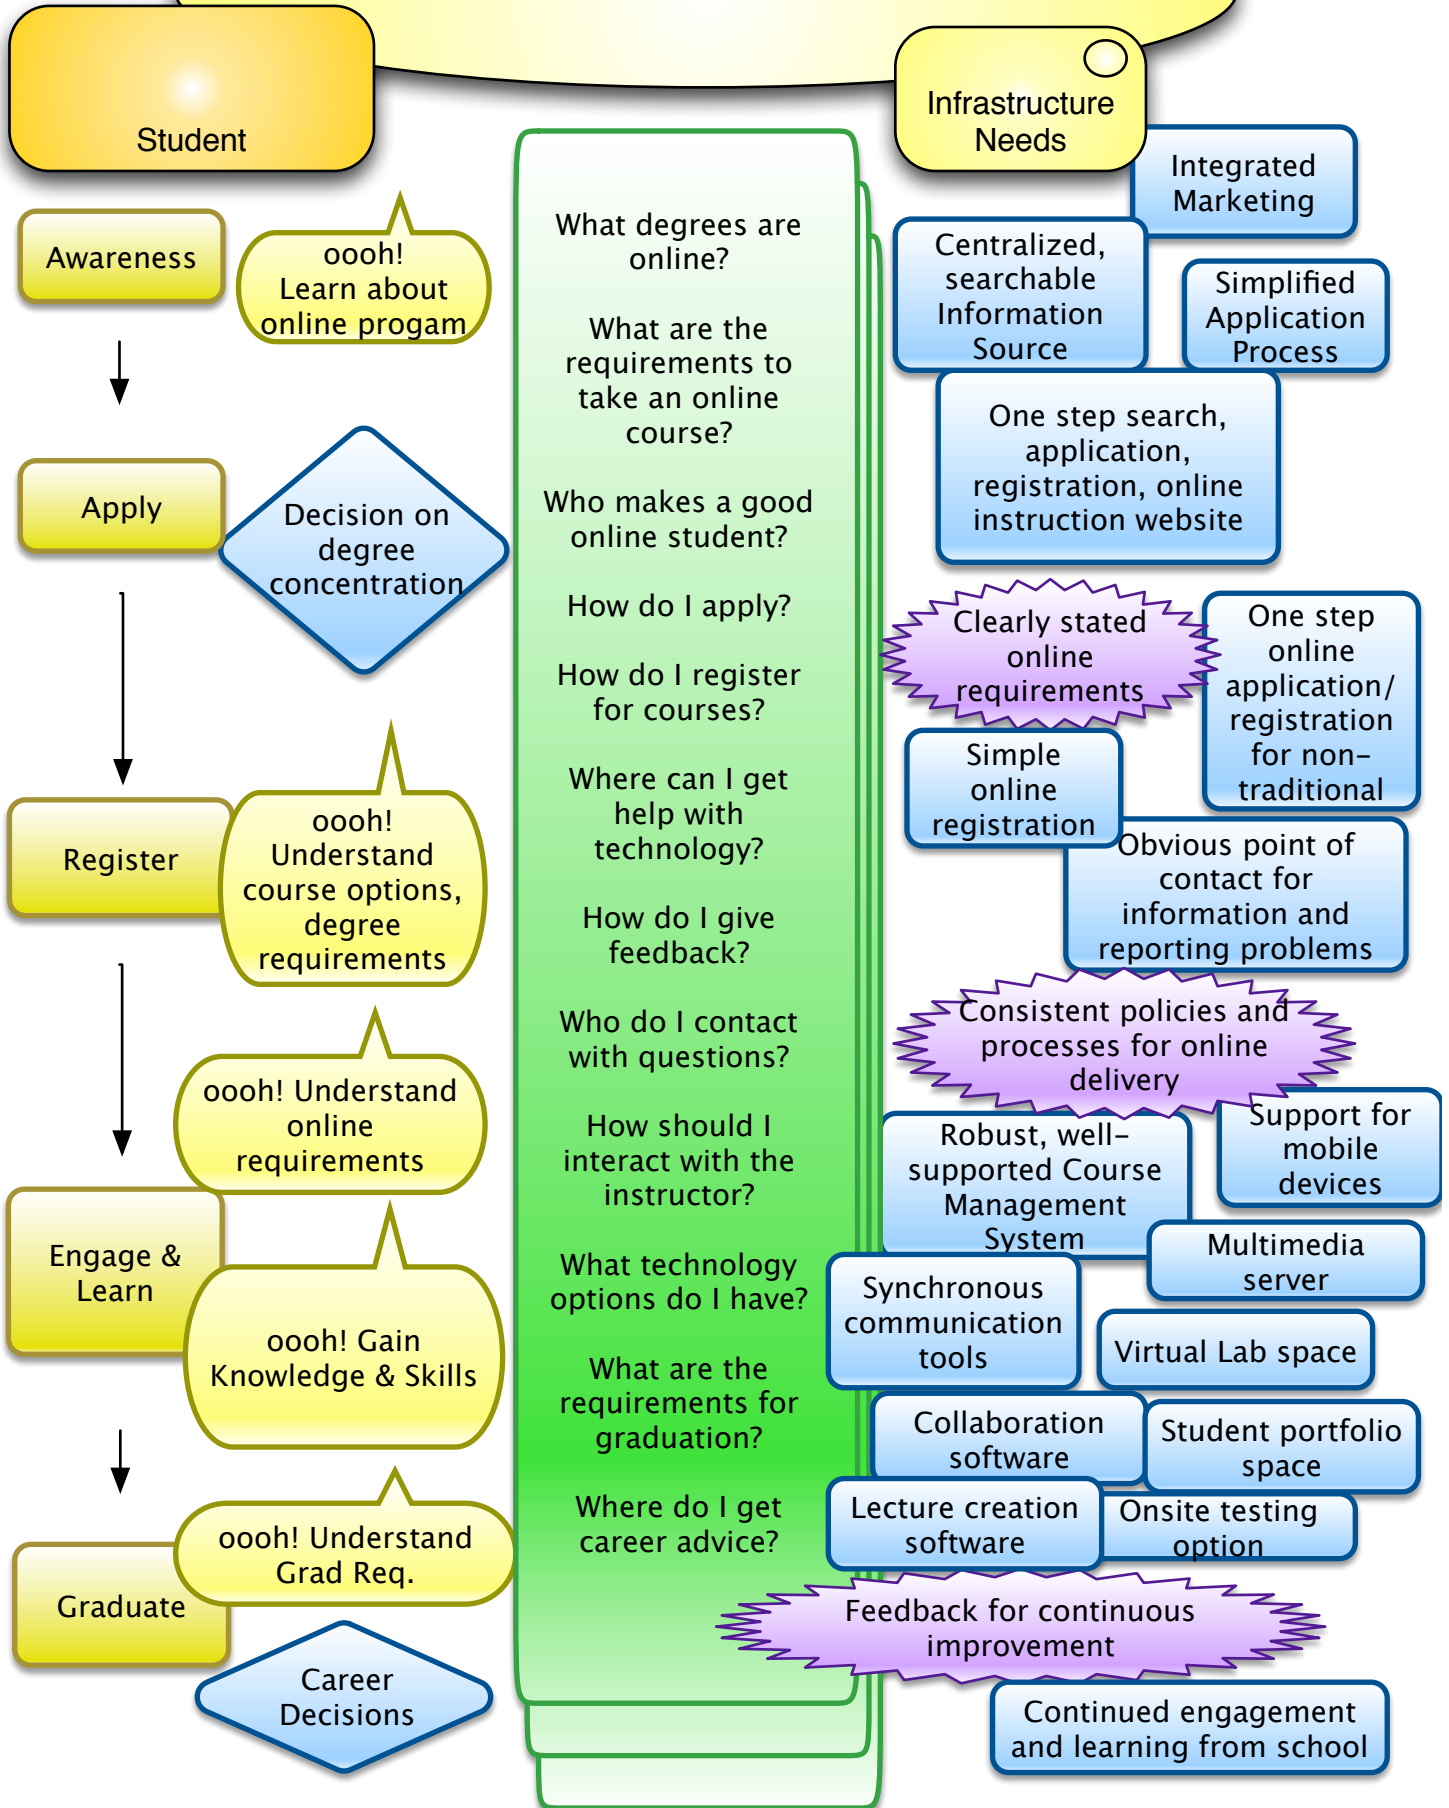 Student
Awareness
oooh!
Learn about
online progam
Apply
Decision on
degree
concentration
Register
oooh!
Understand
course options,
degree
requirements
oooh! Understand
online
requirements
Engage &
Learn
oooh! Gain
Knowledge & Skills
oooh! Understand
Grad Req.
Graduate
Career
Decisions
What degrees are
online?
What are the
requirements to
take an online
course?
Who makes a good
online student?
How do I apply?
How do I register
for courses?
Where can I get
help with
technology?
How do I give
feedback?
Who do I contact
with questions?
How should I
interact with the
instructor?
What technology
options do I have?
What are the
requirements for
graduation?
Where do I get
career advice?
Infrastructure
Needs
Integrated
Marketing
Centralized,
searchable
Information
Source
Simplified
Application
Process
One step search,
application,
registration, online
instruction website
Clearly stated
online
requirements
One step
online
application/
registration
for non-
traditional
Simple
online
registration
Obvious point of
contact for
information and
reporting problems
Consistent policies and
processes for online
delivery
Support for
mobile
devices
Robust, well-
supported Course
Management
System
Multimedia
server
Synchronous
communication
tools
Virtual Lab space
Collaboration
software
Student portfolio
space
Lecture creation
software
Onsite testing
option
Feedback for continuous
improvement
Continued engagement
and learning from school